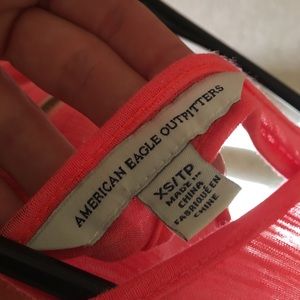 AMERICAN EAGLE OUTFITTERS
XS/TP
MADE IN
CHINA
FABRIQUÉ EN
CHINE